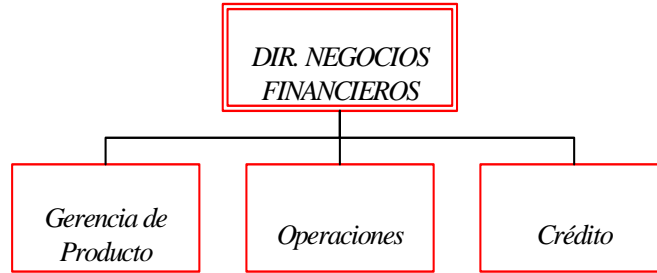 DIR. NEGOCIOS
FINANCIEROS
Gerencia de
Producto
Operaciones
Crédito